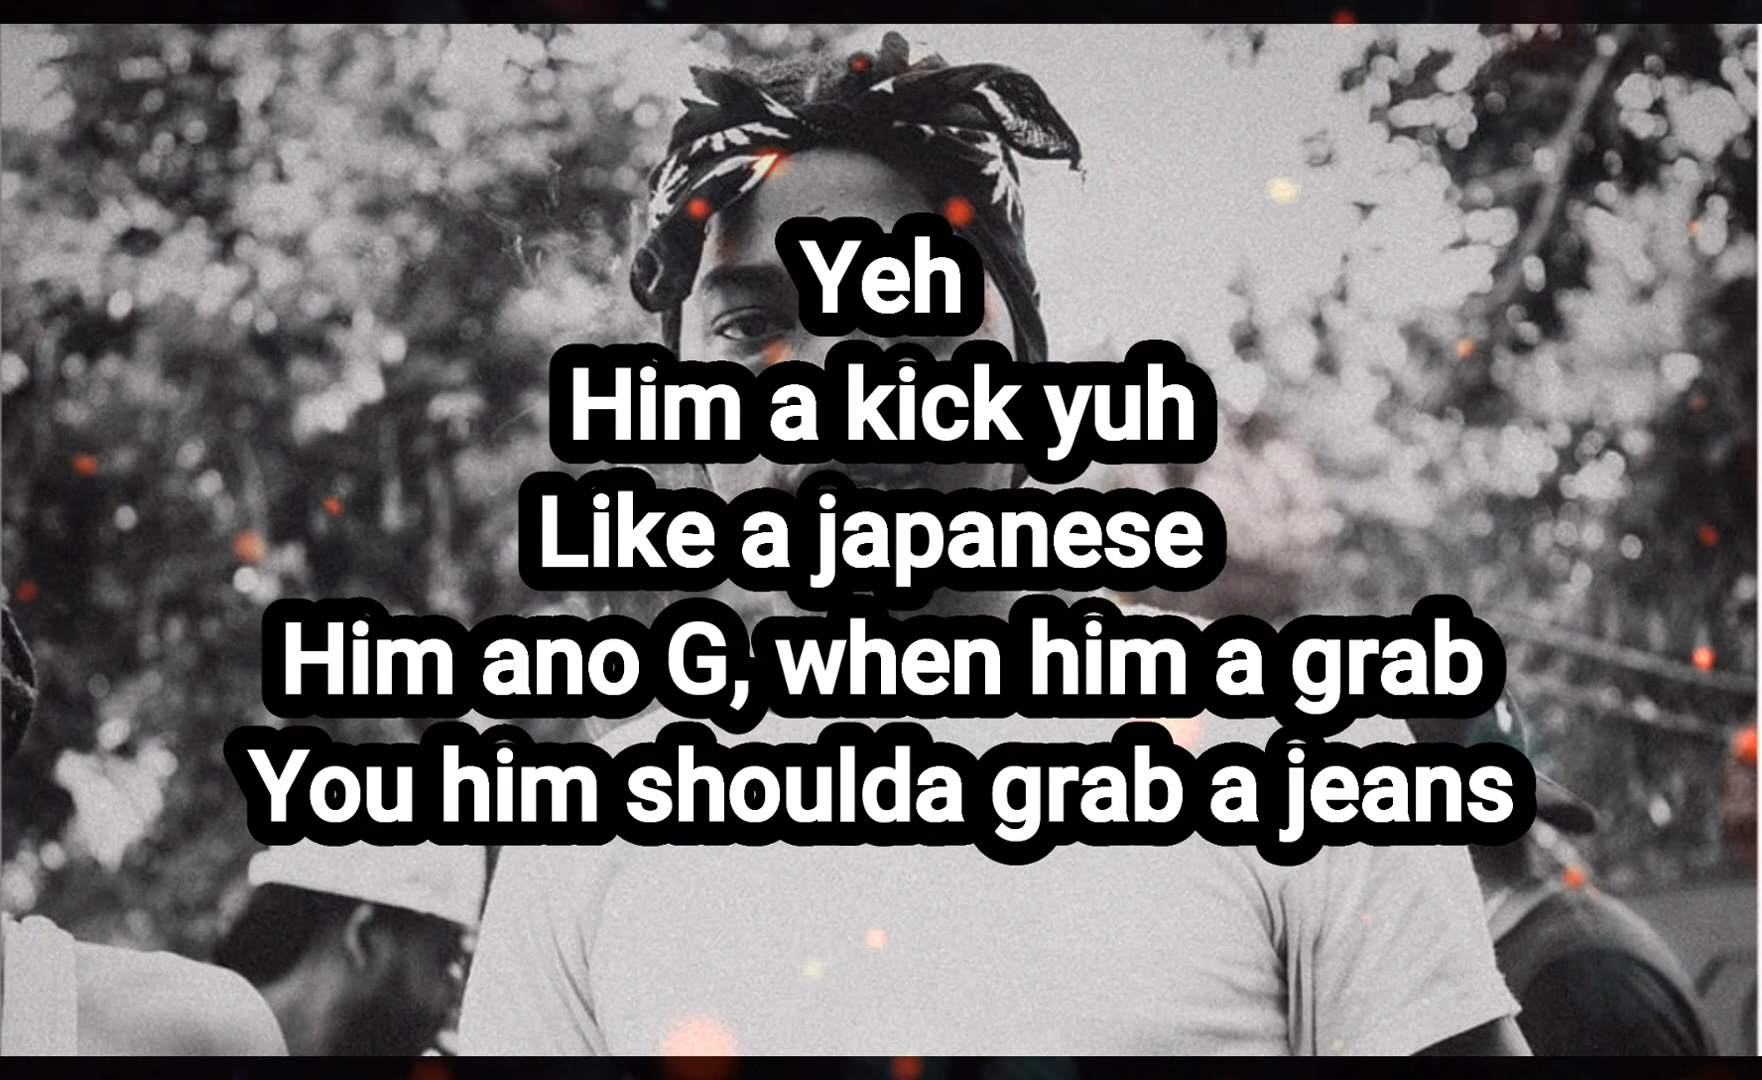 Yeh
Him a kick yuh
Like a japanese
Him ano G, when him a grab
You him shoulda grab a jeans